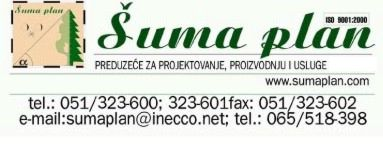 Šuma plan
α
ISO 9001:2000
Šuma plan
PREDUZEĆE ZA PROJEKTOVANJE, PROIZVODNJU I USLUGE
www.sumaplan.com
tel.: 051/323-600; 323-601fax: 051/323-602
e-mail:sumaplan@inecco.net; tel.: 065/518-398